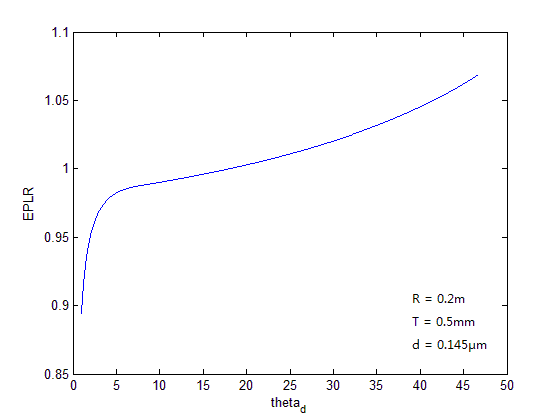 1.1
1.05
1
0.95
0.9
0.85
EPLR
R = 0.2m
T = 0.5mm
d = 0.145μm
0 5 10 15 20 25 30 35 40 45 50
theta_d